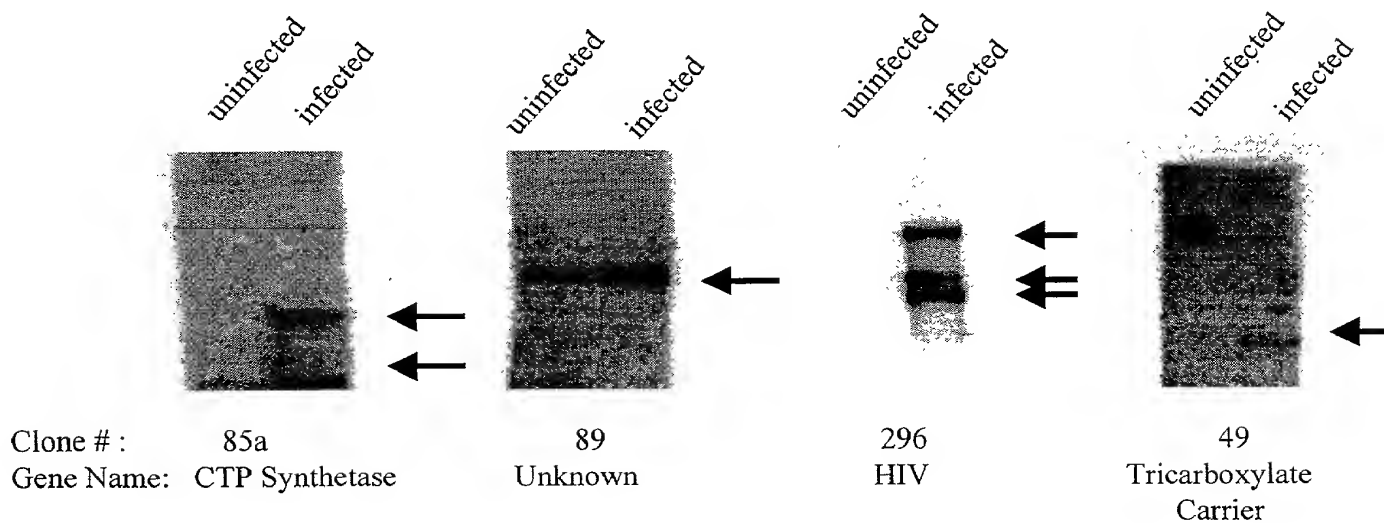 uninfected infected uninfected infected uninfected infected uninfected infected
Clone # : 85a 89 296 49
Gene Name: CTP Synthetase Unknown HIV Tricarboxylate
Carrier